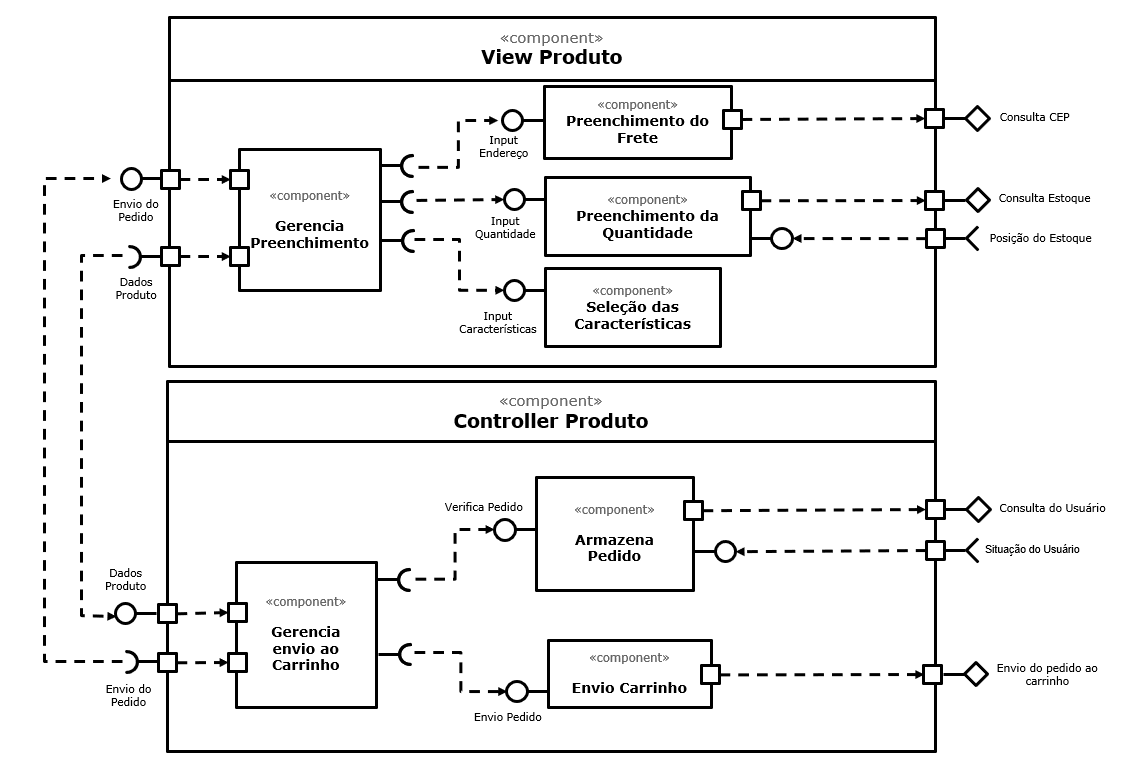 «component»
View Produto
«component»
Preenchimento do
Frete
Consulta CEP
Input
Endereço
«component»
Gerencia
Preenchimento
Envio do
Pedido
Dados
Produto
«component»
Preenchimento da
Quantidade
Input
Quantidade
Consulta Estoque
Posição do Estoque
«component»
Seleção das
Características
Input
Características
«component»
Controller Produto
Verifica Pedido
«component»
Armazena
Pedido
Consulta do Usuário
Situação do Usuário
Dados
Produto
«component»
Gerencia
envio ao
Carrinho
Envio do
Pedido
«component»
Envio Carrinho
Envio Pedido
Envio do pedido ao
carrinho